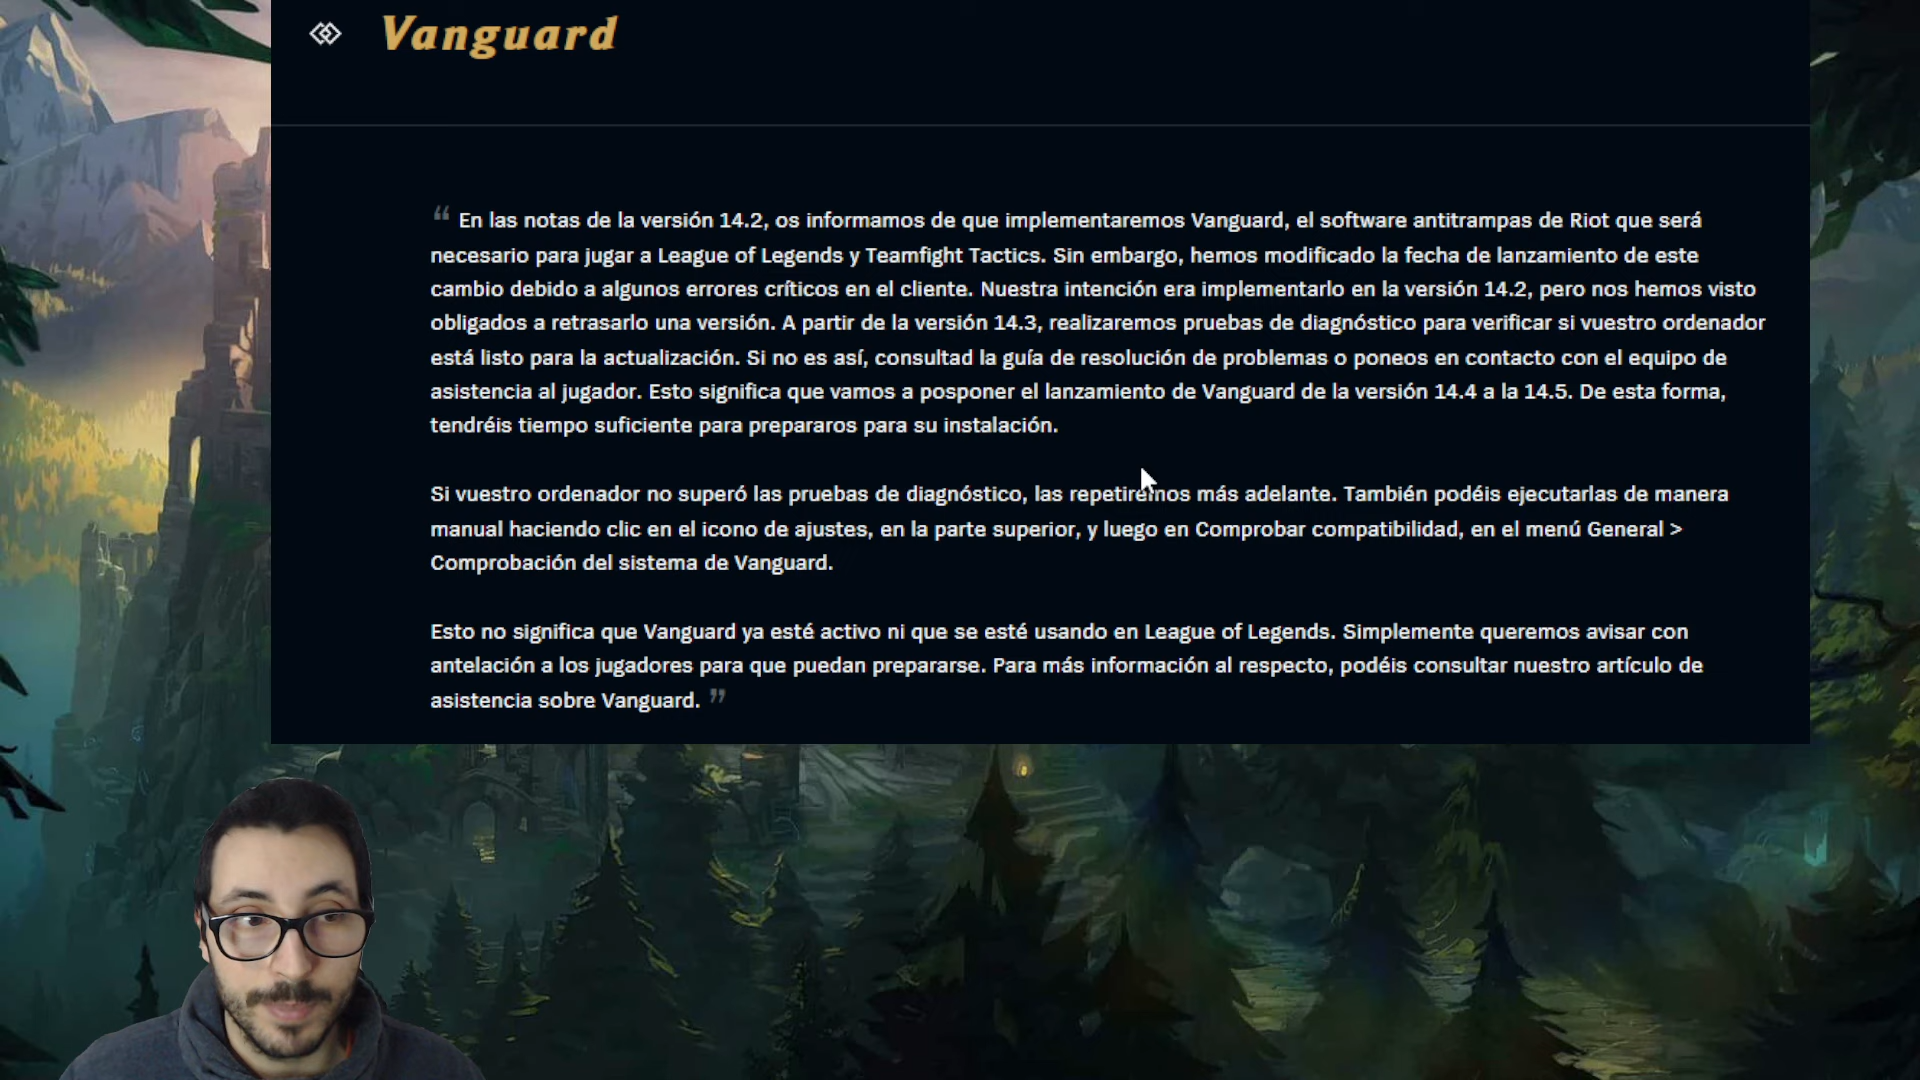 Vanguard
“ En las notas de la versión 14.2, os informamos de que implementaremos Vanguard, el software antitrampas de Riot que será
necesario para jugar a League of Legends y Teamfight Tactics. Sin embargo, hemos modificado la fecha de lanzamiento de este
cambio debido a algunos errores críticos en el cliente. Nuestra intención era implementarlo en la versión 14.2, pero nos hemos visto
obligados a retrasarlo una versión. A partir de la versión 14.3, realizaremos pruebas de diagnóstico para verificar si vuestro ordenador
está listo para la actualización. Si no es así, consultad la guía de resolución de problemas o poneos en contacto con el equipo de
asistencia al jugador. Esto significa que vamos a posponer el lanzamiento de Vanguard de la versión 14.4 a la 14.5. De esta forma,
tendréis tiempo suficiente para prepararos para su instalación.
Si vuestro ordenador no superó las pruebas de diagnóstico, las repetiremos más adelante. También podéis ejecutarlas de manera
manual haciendo clic en el icono de ajustes, en la parte superior, y luego en Comprobar compatibilidad, en el menú General >
Comprobación del sistema de Vanguard.
Esto no significa que Vanguard ya esté activo ni que se esté usando en League of Legends. Simplemente queremos avisar con
antelación a los jugadores para que puedan prepararse. Para más información al respecto, podéis consultar nuestro artículo de
asistencia sobre Vanguard. ”